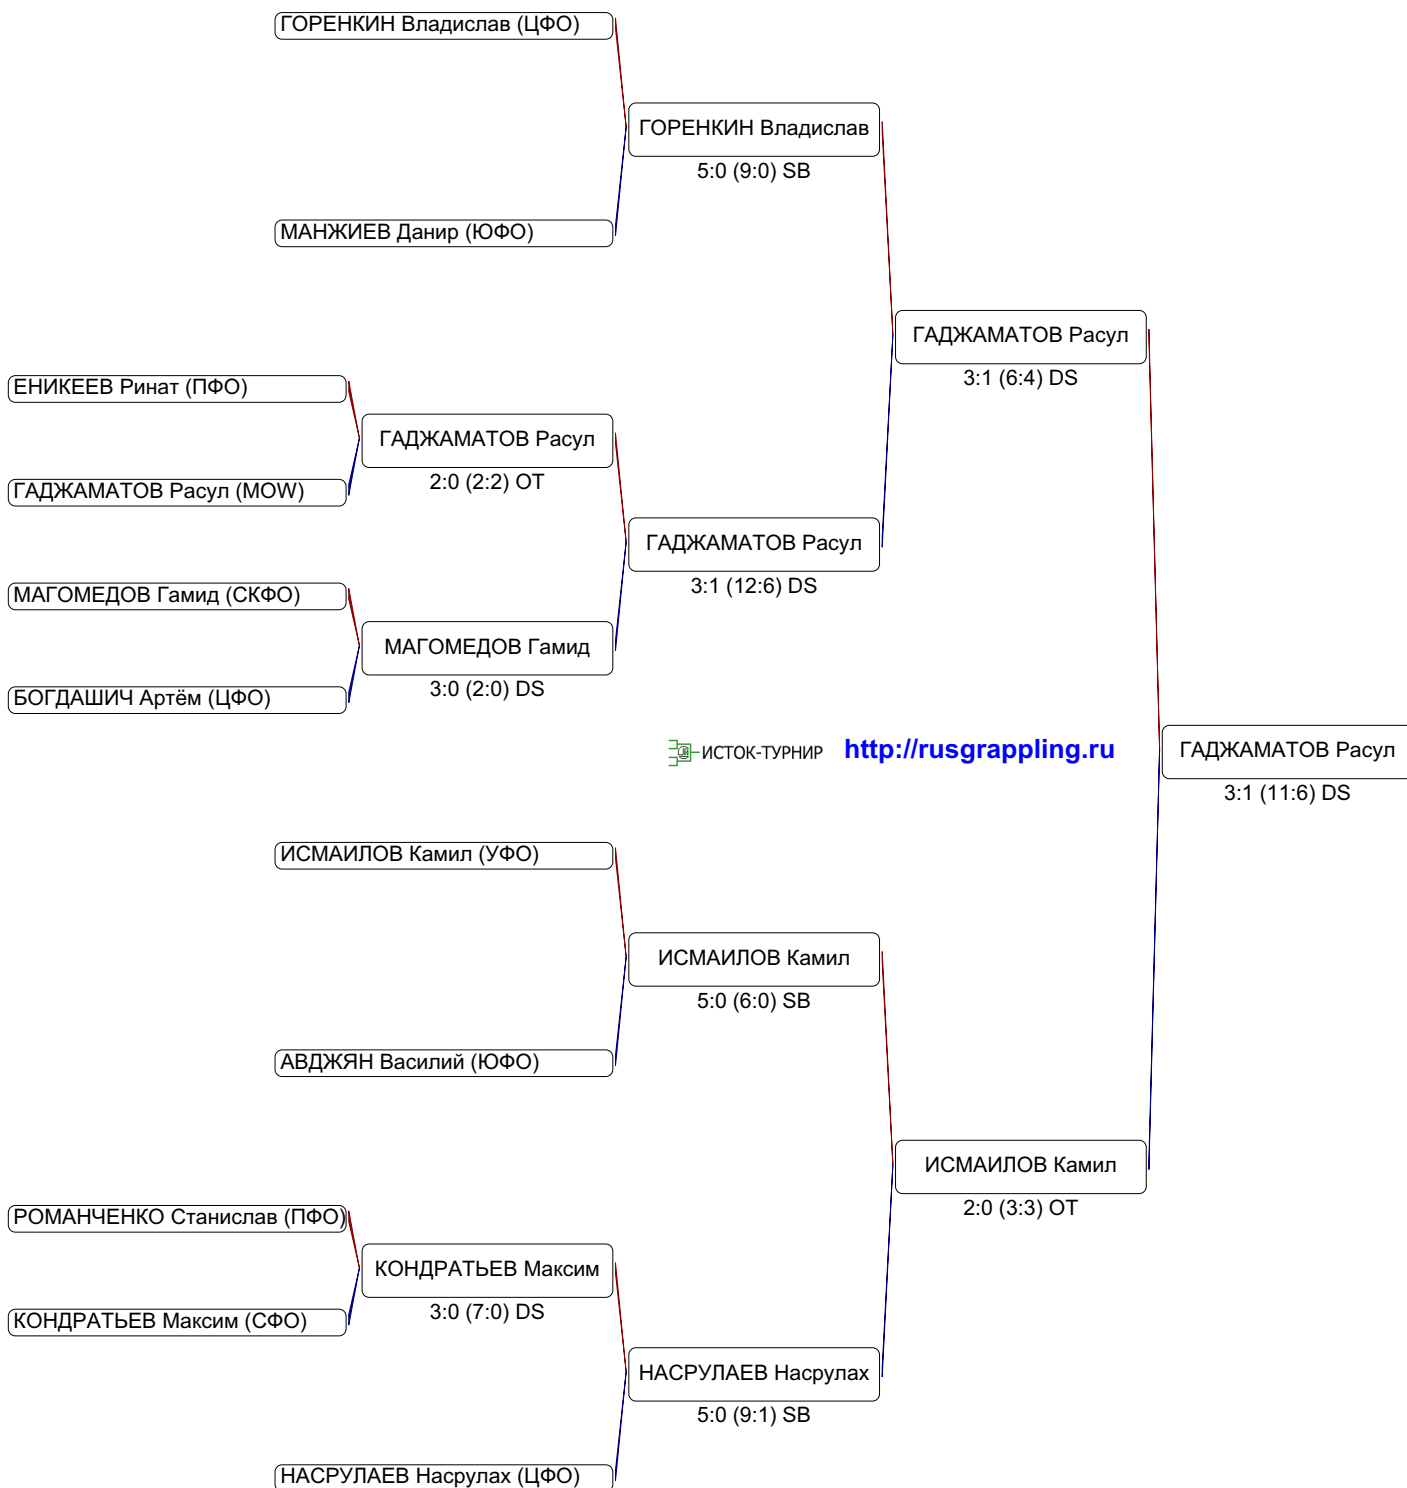 ГОРЕНКИН Владислав (ЦФО)
ГОРЕНКИН Владислав
5:0 (9:0) SB
МАНЖИЕВ Данир (ЮФО)
ГАДЖАМАТОВ Расул
3:1 (6:4) DS
ЕНИКЕЕВ Ринат (ПФО)
ГАДЖАМАТОВ Расул
2:0 (2:2) OT
ГАДЖАМАТОВ Расул (MOW)
ГАДЖАМАТОВ Расул
3:1 (12:6) DS
МАГОМЕДОВ Гамид (СКФО)
МАГОМЕДОВ Гамид
3:0 (2:0) DS
БОГДАШИЧ Артём (ЦФО)
ИСТОК-ТУРНИР http://rusgrappling.ru
ГАДЖАМАТОВ Расул
3:1 (11:6) DS
ИСМАИЛОВ Камил (УФО)
ИСМАИЛОВ Камил
5:0 (6:0) SB
АВДЖЯН Василий (ЮФО)
ИСМАИЛОВ Камил
2:0 (3:3) OT
РОМАНЧЕНКО Станислав (ПФО)
КОНДРАТЬЕВ Максим
3:0 (7:0) DS
КОНДРАТЬЕВ Максим (СФО)
НАСРУЛАЕВ Насрулах
5:0 (9:1) SB
НАСРУЛАЕВ Насрулах (ЦФО)